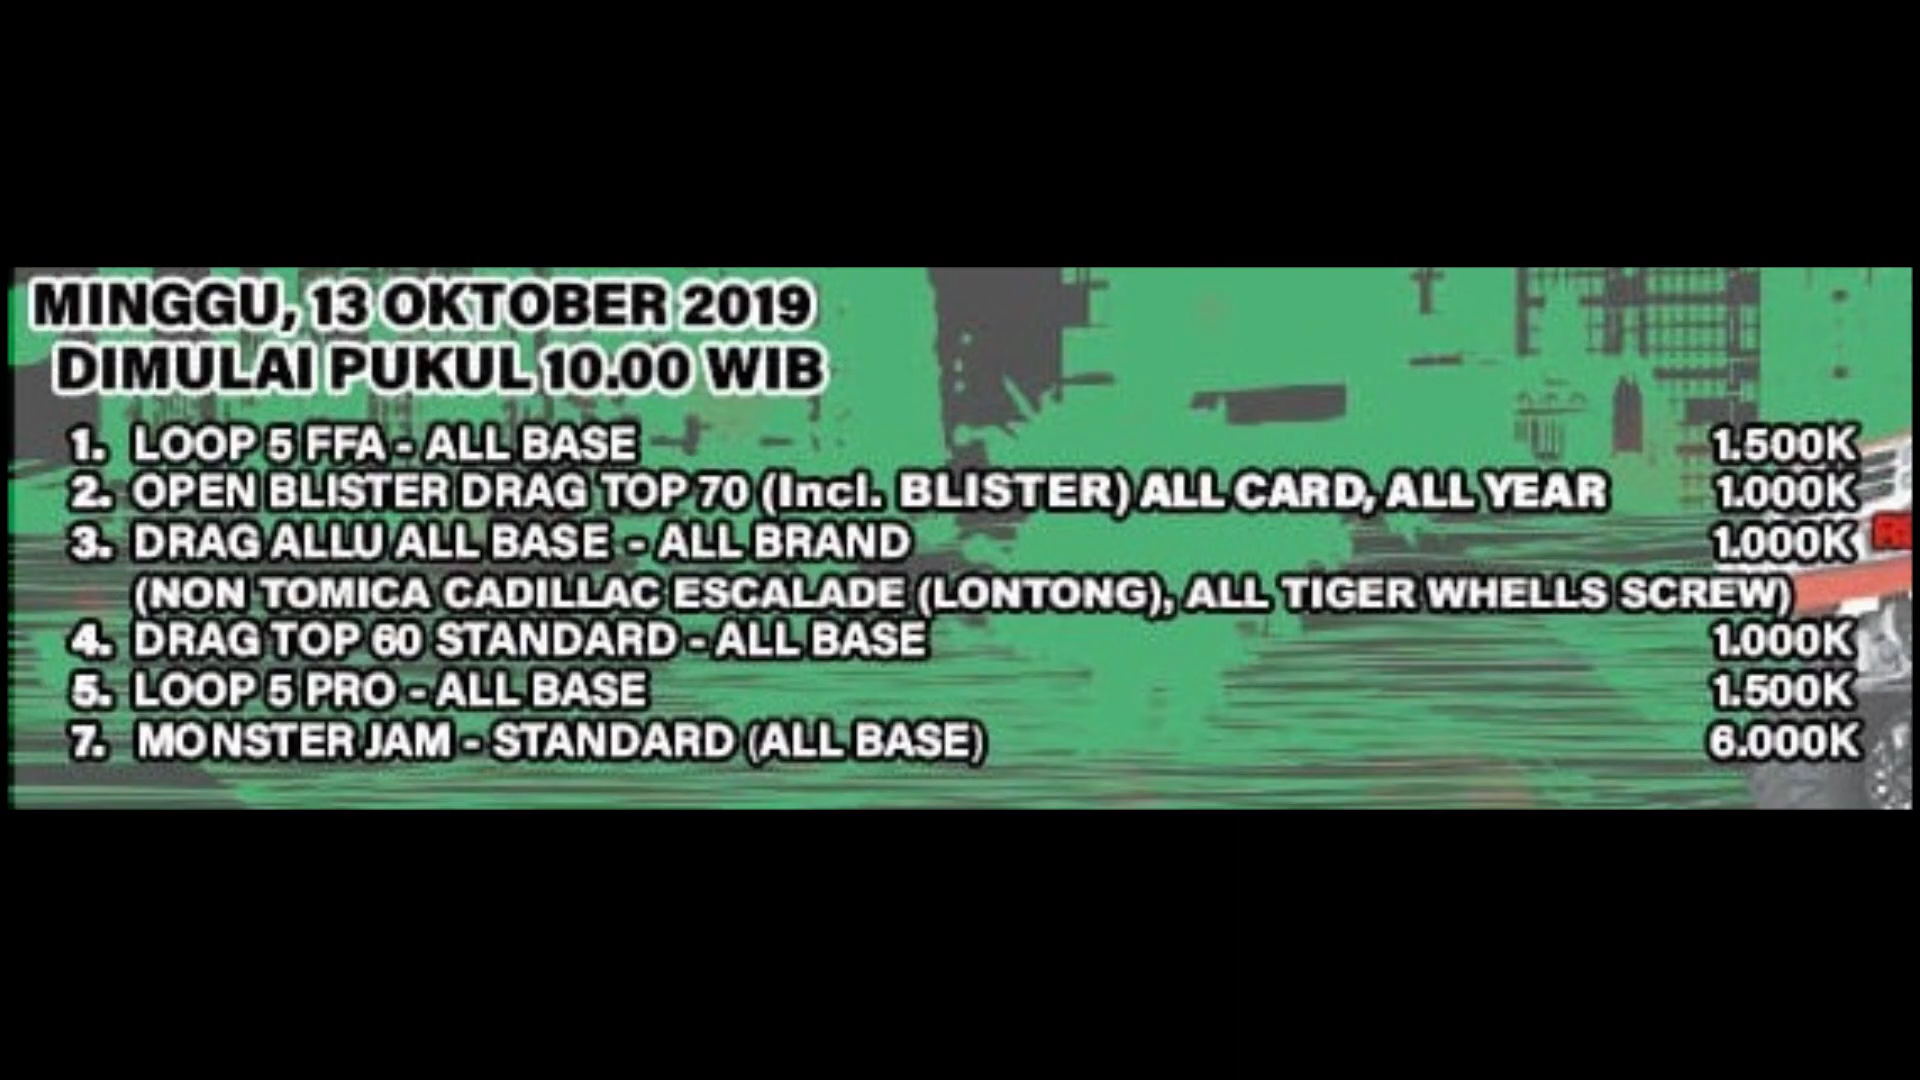 MINGGU, 13 OKTOBER 2019
DIMULAI PUKUL 10.00 WIB
1. LOOP 5 FFA - ALL BASE 1.500K
2. OPEN BLISTER DRAG TOP 70 (Incl. BLISTER) ALL CARD, ALL YEAR 1.000K
3. DRAG ALLU ALL BASE - ALL BRAND 1.000K
(NON TOMICA CADILLAC ESCALADE (LONTONG), ALL TIGER WHELLS SCREW)
4. DRAG TOP 60 STANDARD - ALL BASE 1.000K
5. LOOP 5 PRO - ALL BASE 1.500K
7. MONSTER JAM - STANDARD (ALL BASE) 6.000K